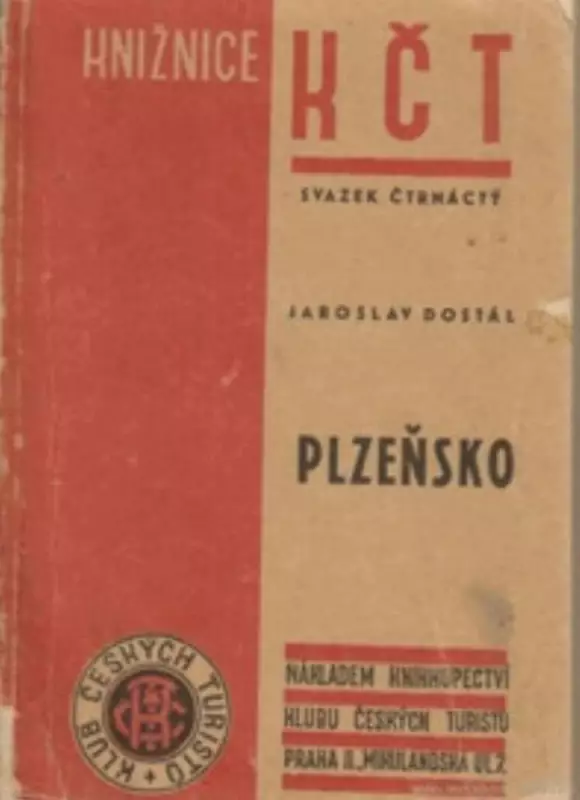 KNIŽNICE KČT
SVAZEK ČTRNÁCTÝ
JAROSLAV DOSTÁL
PLZEŇSKO
NÁKLADEM KNIHKUPECTVÍ
KLUBU ČESKÝCH TURISTŮ
PRAHA II., MIKULANDSKÁ UL. 7.
KLUB ČESKÝCH TURISTŮ